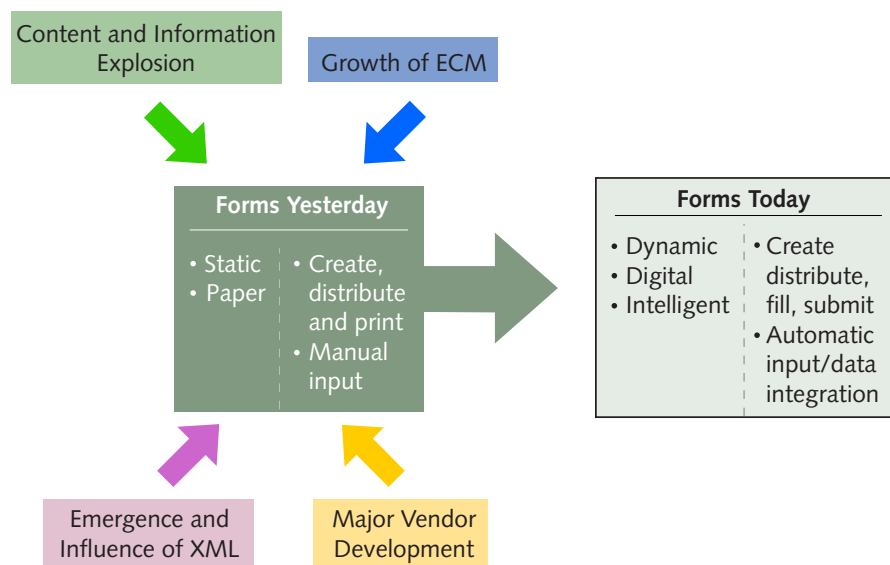 Content and Information
Explosion
Growth of ECM
Forms Yesterday
• Static
• Paper
• Create,
distribute
and print
• Manual
input
Forms Today
• Dynamic
• Digital
• Intelligent
• Create
distribute,
fill, submit
• Automatic
input/data
integration
Emergence and
Influence of XML
Major Vendor
Development